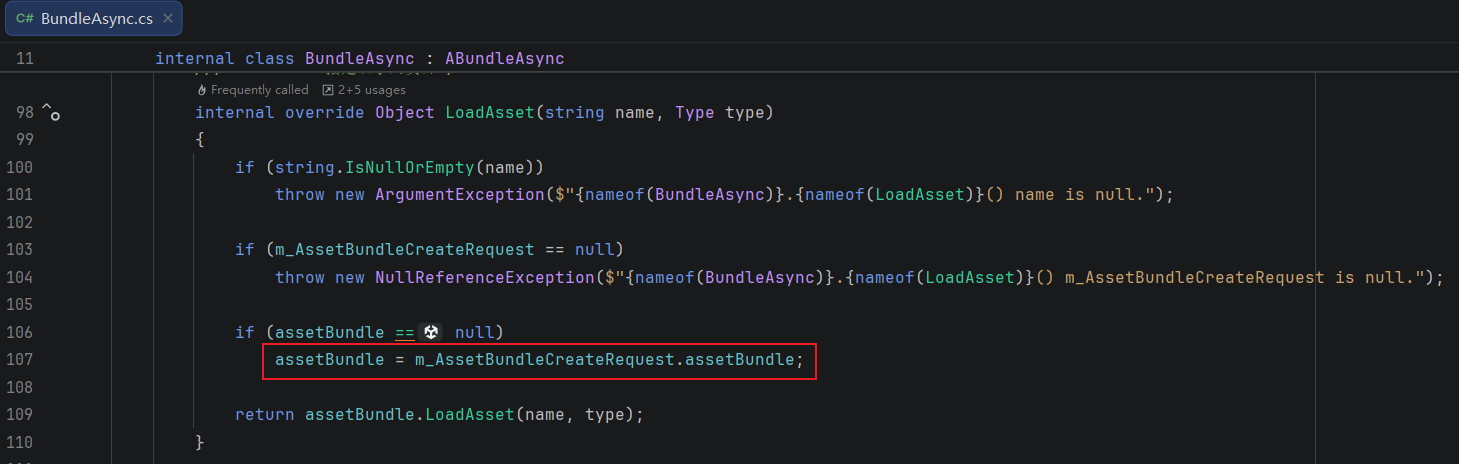 C# BundleAsync.cs ×
11 internal class BundleAsync : ABundleAsync
Frequently called 2+5 usages
98 internal override Object LoadAsset(string name, Type type)
99 {
100 if (string.IsNullOrEmpty(name))
101 throw new ArgumentException($"{nameof(BundleAsync)}.{nameof(LoadAsset)}() name is null.");
102
103 if (m_AssetBundleCreateRequest == null)
104 throw new NullReferenceException($"{nameof(BundleAsync)}.{nameof(LoadAsset)}() m_AssetBundleCreateRequest is null.");
105
106 if (assetBundle == null)
107 assetBundle = m_AssetBundleCreateRequest.assetBundle;
108
109 return assetBundle.LoadAsset(name, type);
110 }